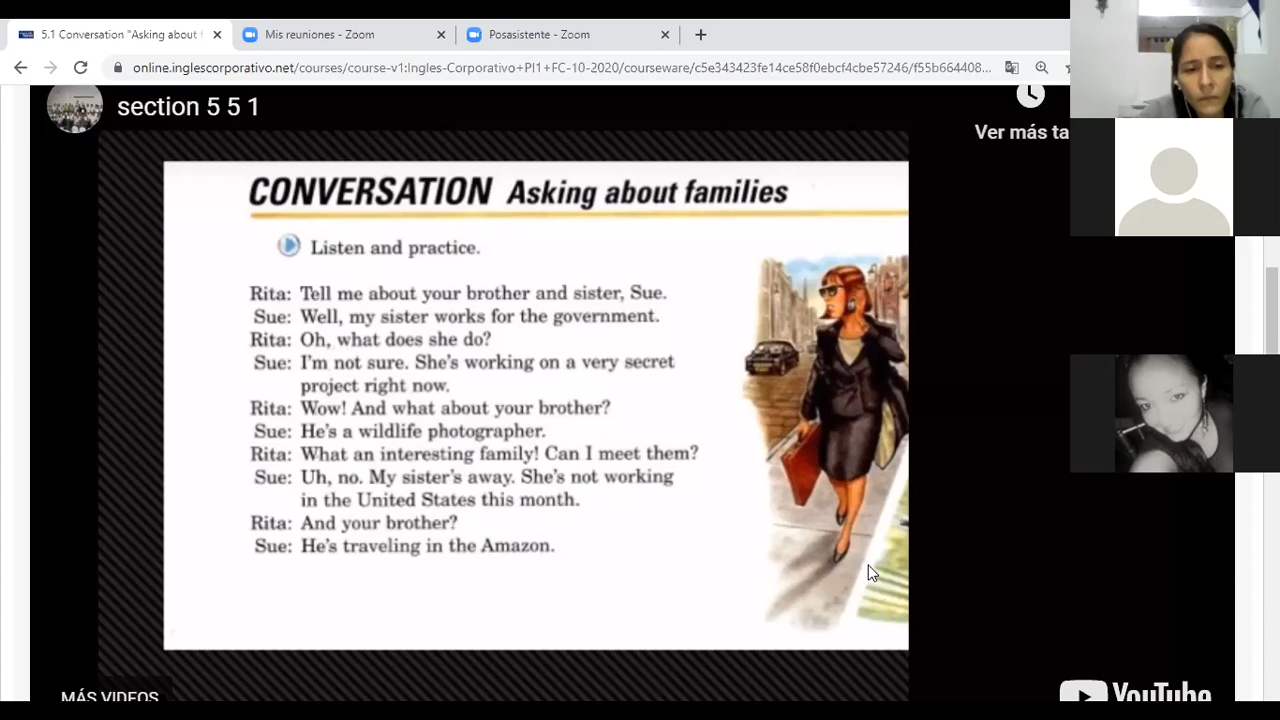 5.1 Conversation "Asking about f
Mis reuniones - Zoom
Posasistente - Zoom
online.inglescorporativo.net/courses/course-v1:Ingles-Corporativo+PI1+FC-10-2020/courseware/c5e343423fe14ce58f0ebcf4cbe57246/f55b664408...
section 5 5 1
Ver más ta
CONVERSATION Asking about families
Listen and practice.
Rita: Tell me about your brother and sister, Sue.
Sue: Well, my sister works for the government.
Rita: Oh, what does she do?
Sue: I'm not sure. She's working on a very secret
project right now.
Rita: Wow! And what about your brother?
Sue: He's a wildlife photographer.
Rita: What an interesting family! Can I meet them?
Sue: Uh, no. My sister's away. She's not working
in the United States this month.
Rita: And your brother?
Sue: He's traveling in the Amazon.
MÁS VIDEOS
YouTube